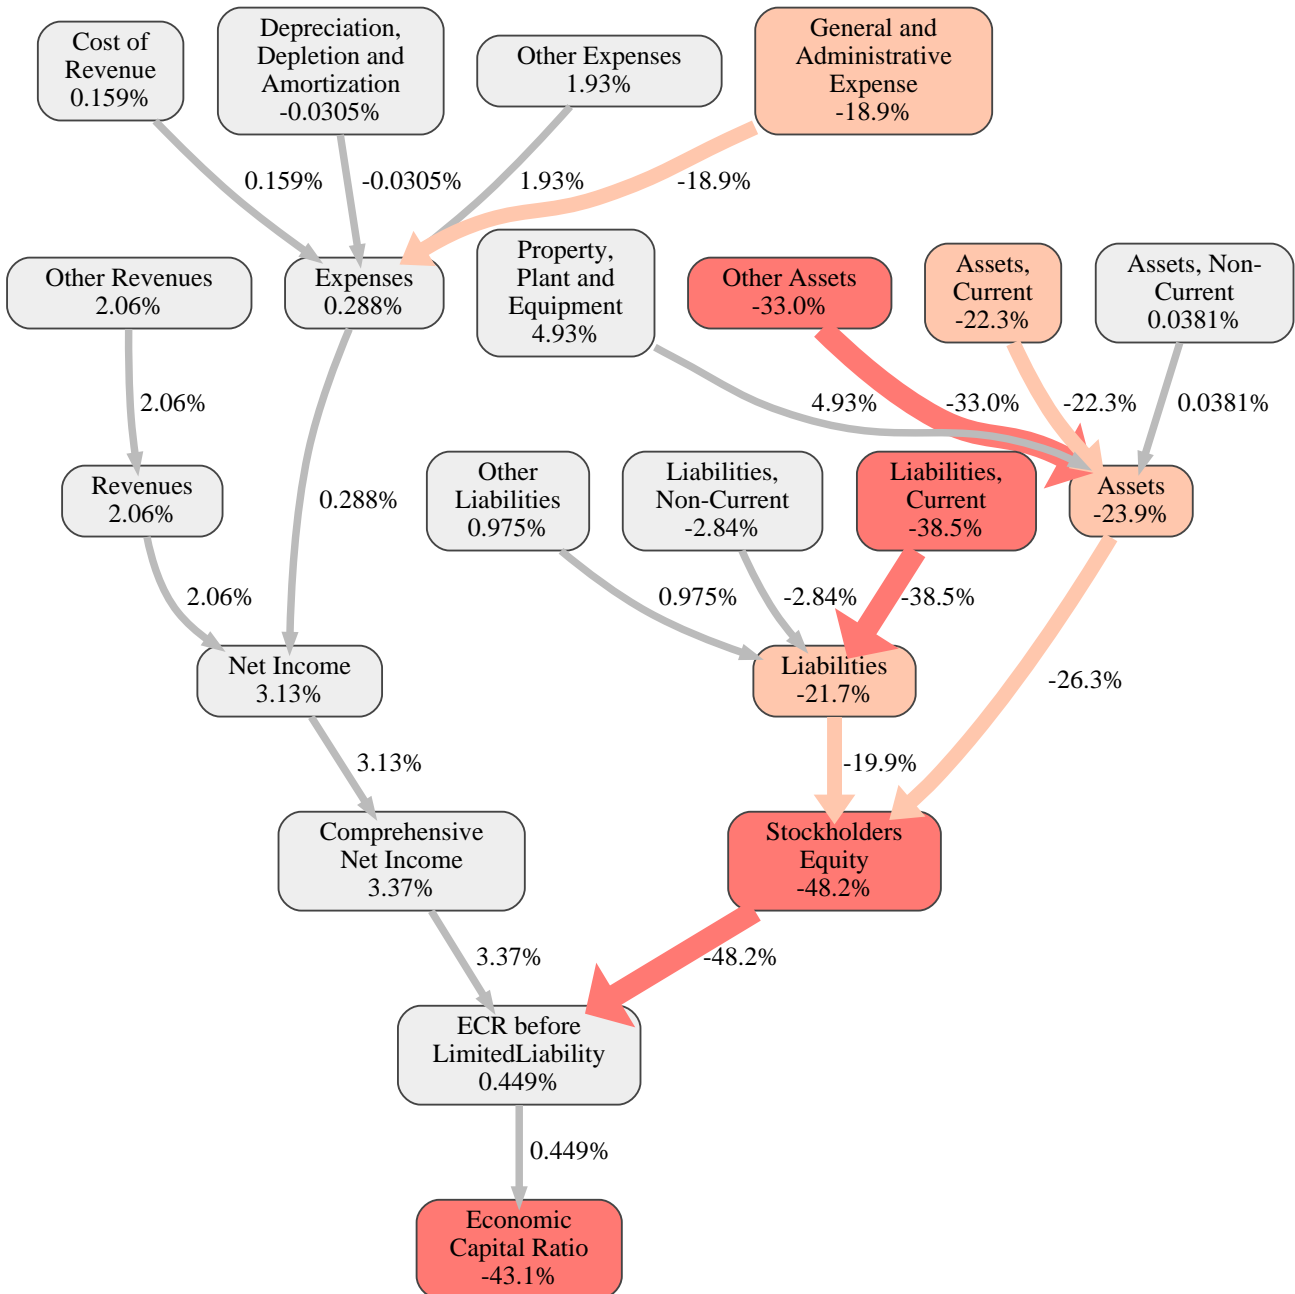 Cost of
Revenue
0.159%
Depreciation,
Depletion and
Amortization
-0.0305%
Other Expenses
1.93%
General and
Administrative
Expense
-18.9%
0.159%
-0.0305%
1.93%
-18.9%
Other Revenues
2.06%
Expenses
0.288%
Property,
Plant and
Equipment
4.93%
Other Assets
-33.0%
Assets,
Current
-22.3%
Assets, Non-
Current
0.0381%
2.06%
4.93%
-33.0%
-22.3%
0.0381%
Revenues
2.06%
0.288%
Other
Liabilities
0.975%
Liabilities,
Non-Current
-2.84%
Liabilities,
Current
-38.5%
Assets
-23.9%
2.06%
0.975%
-2.84%
-38.5%
Net Income
3.13%
Liabilities
-21.7%
-26.3%
3.13%
-19.9%
Comprehensive
Net Income
3.37%
Stockholders
Equity
-48.2%
3.37%
-48.2%
ECR before
LimitedLiability
0.449%
0.449%
Economic
Capital Ratio
-43.1%